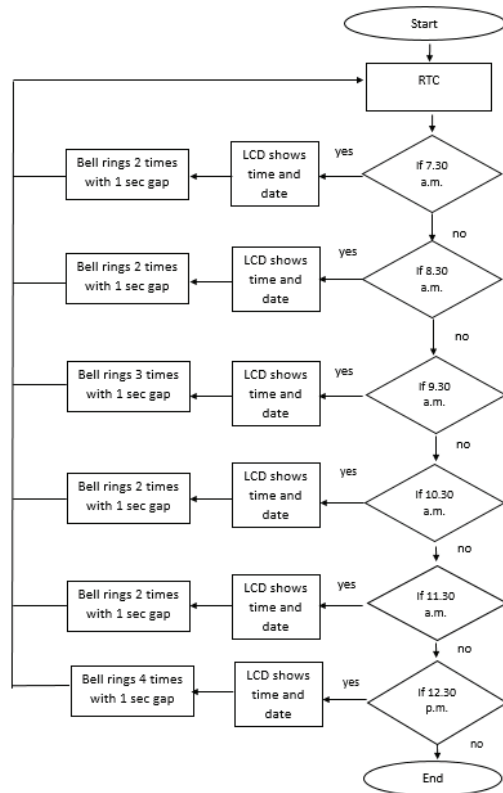 Start
RTC
If 7.30
a.m.
yes
LCD shows
time and
date
Bell rings 2 times
with 1 sec gap
no
If 8.30
a.m.
yes
LCD shows
time and
date
Bell rings 2 times
with 1 sec gap
no
If 9.30
a.m.
yes
LCD shows
time and
date
Bell rings 3 times
with 1 sec gap
no
If 10.30
a.m.
yes
LCD shows
time and
date
Bell rings 2 times
with 1 sec gap
no
If 11.30
a.m.
yes
LCD shows
time and
date
Bell rings 2 times
with 1 sec gap
no
If 12.30
p.m.
yes
LCD shows
time and
date
Bell rings 4 times
with 1 sec gap
no
End